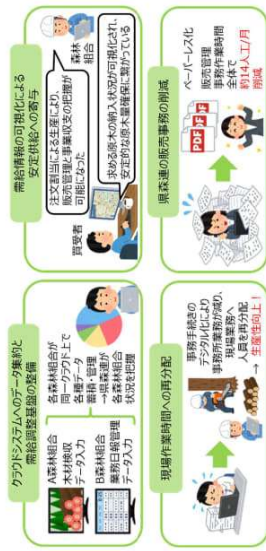 クラウドシステムへのデータ集約と
需給調整基盤の整備
A森林組合
木材検収
データ入力
B森林組合
業務日報管理
データ入力
各森林組合が
同一クラウド上で
各種データ
蓄積・管理
→県森連が
各森林組合
状況を把握
需給情報の可視化による
安定供給への寄与
注文割当による生産により、
販売管理と事業収支の把握が
可能になった
森林
組合
買受者
求める原木の納入状況が可視化され、
安定的な原木量確保に繋がっている
現場作業時間への再分配
事務手続きの
デジタル化により
事務所業務が減り、
現場業務へ
人員を再分配
→ 生産性向上！
県森連の販売事務の削減
PDF
ペーパーレス化
販売管理
事務作業時間
全体で
約14人工/月
削減